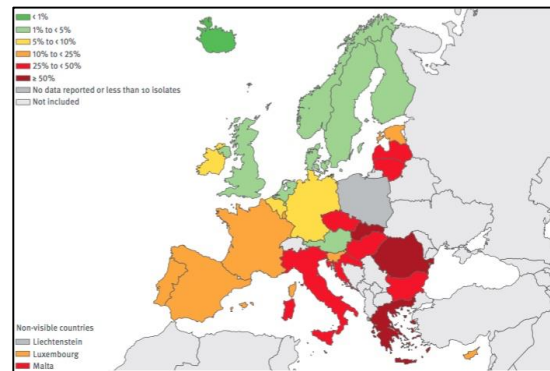 < 1%
1% to < 5%
5% to < 10%
10% to < 25%
25% to < 50%
≥ 50%
No data reported or less than 10 isolates
Not included
Non-visible countries
Liechtenstein
Luxembourg
Malta